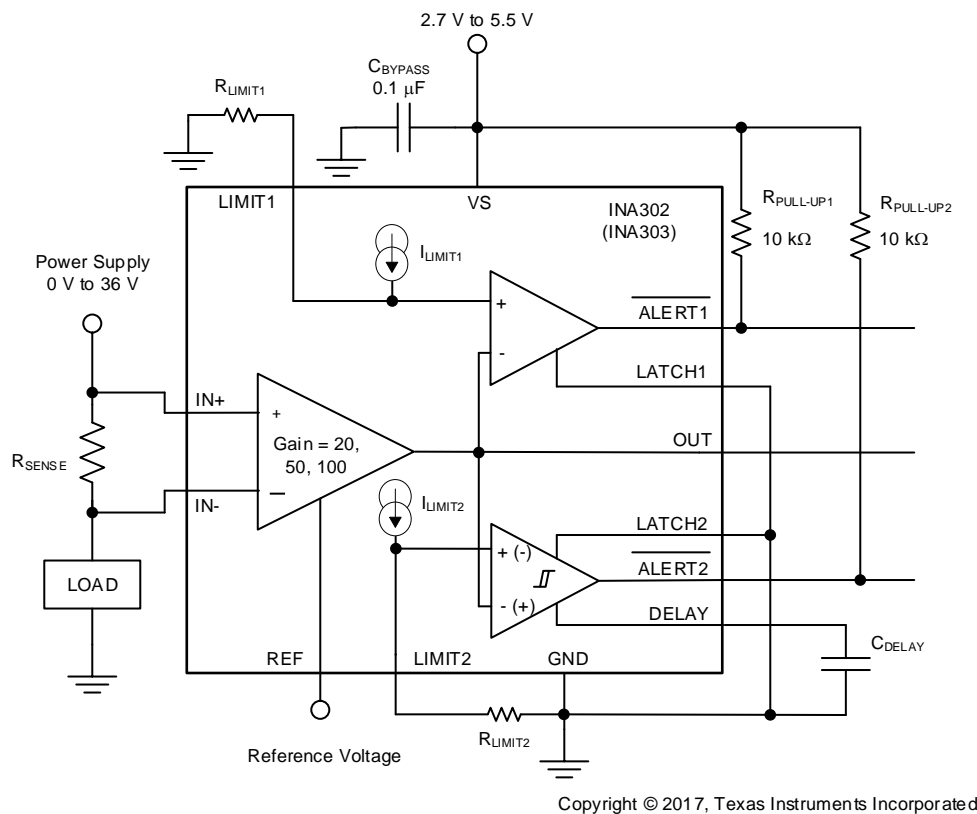 2.7 V to 5.5 V
CBYPASS
0.1 µF
RLIMIT1
LIMIT1
VS
INA302
(INA303)
RPULL-UP1
10 kΩ
RPULL-UP2
10 kΩ
Power Supply
0 V to 36 V
ILIMIT1
+
-
ALERT1
LATCH1
IN+
+
Gain = 20,
50, 100
OUT
RSENSE
IN-
−
ILIMIT2
LATCH2
+ (-)
ALERT2
- (+)
DELAY
LOAD
REF
LIMIT2
GND
CDELAY
RLIMIT2
Reference Voltage
Copyright © 2017, Texas Instruments Incorporated